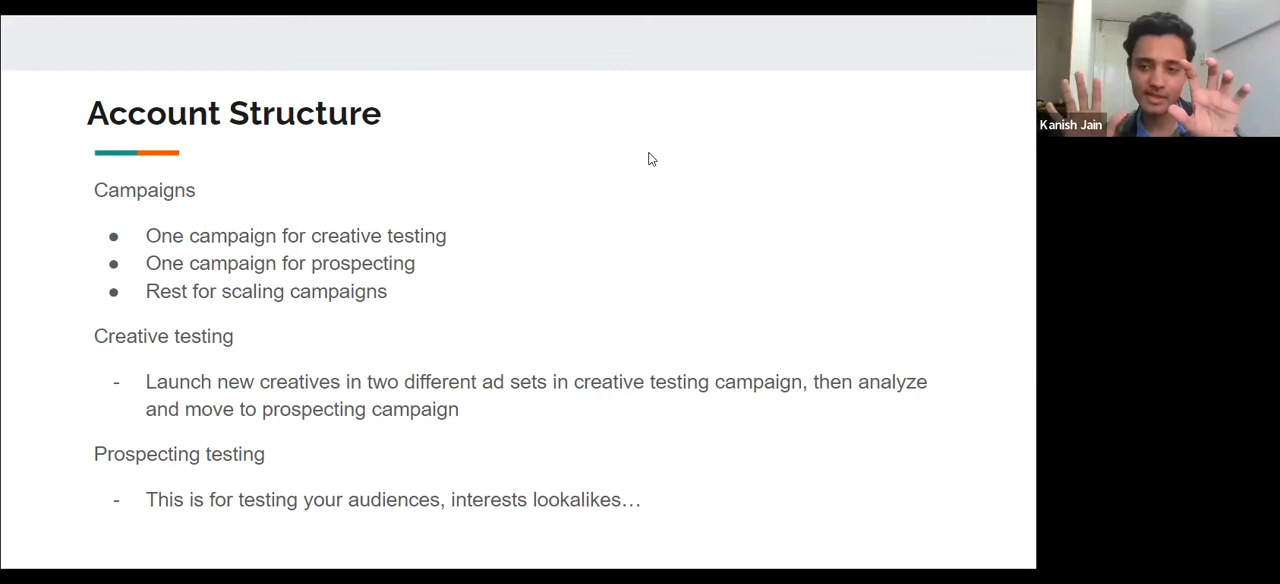 Account Structure
Kanish Jain
Campaigns
● One campaign for creative testing
● One campaign for prospecting
● Rest for scaling campaigns
Creative testing
- Launch new creatives in two different ad sets in creative testing campaign, then analyze
and move to prospecting campaign
Prospecting testing
- This is for testing your audiences, interests lookalikes…